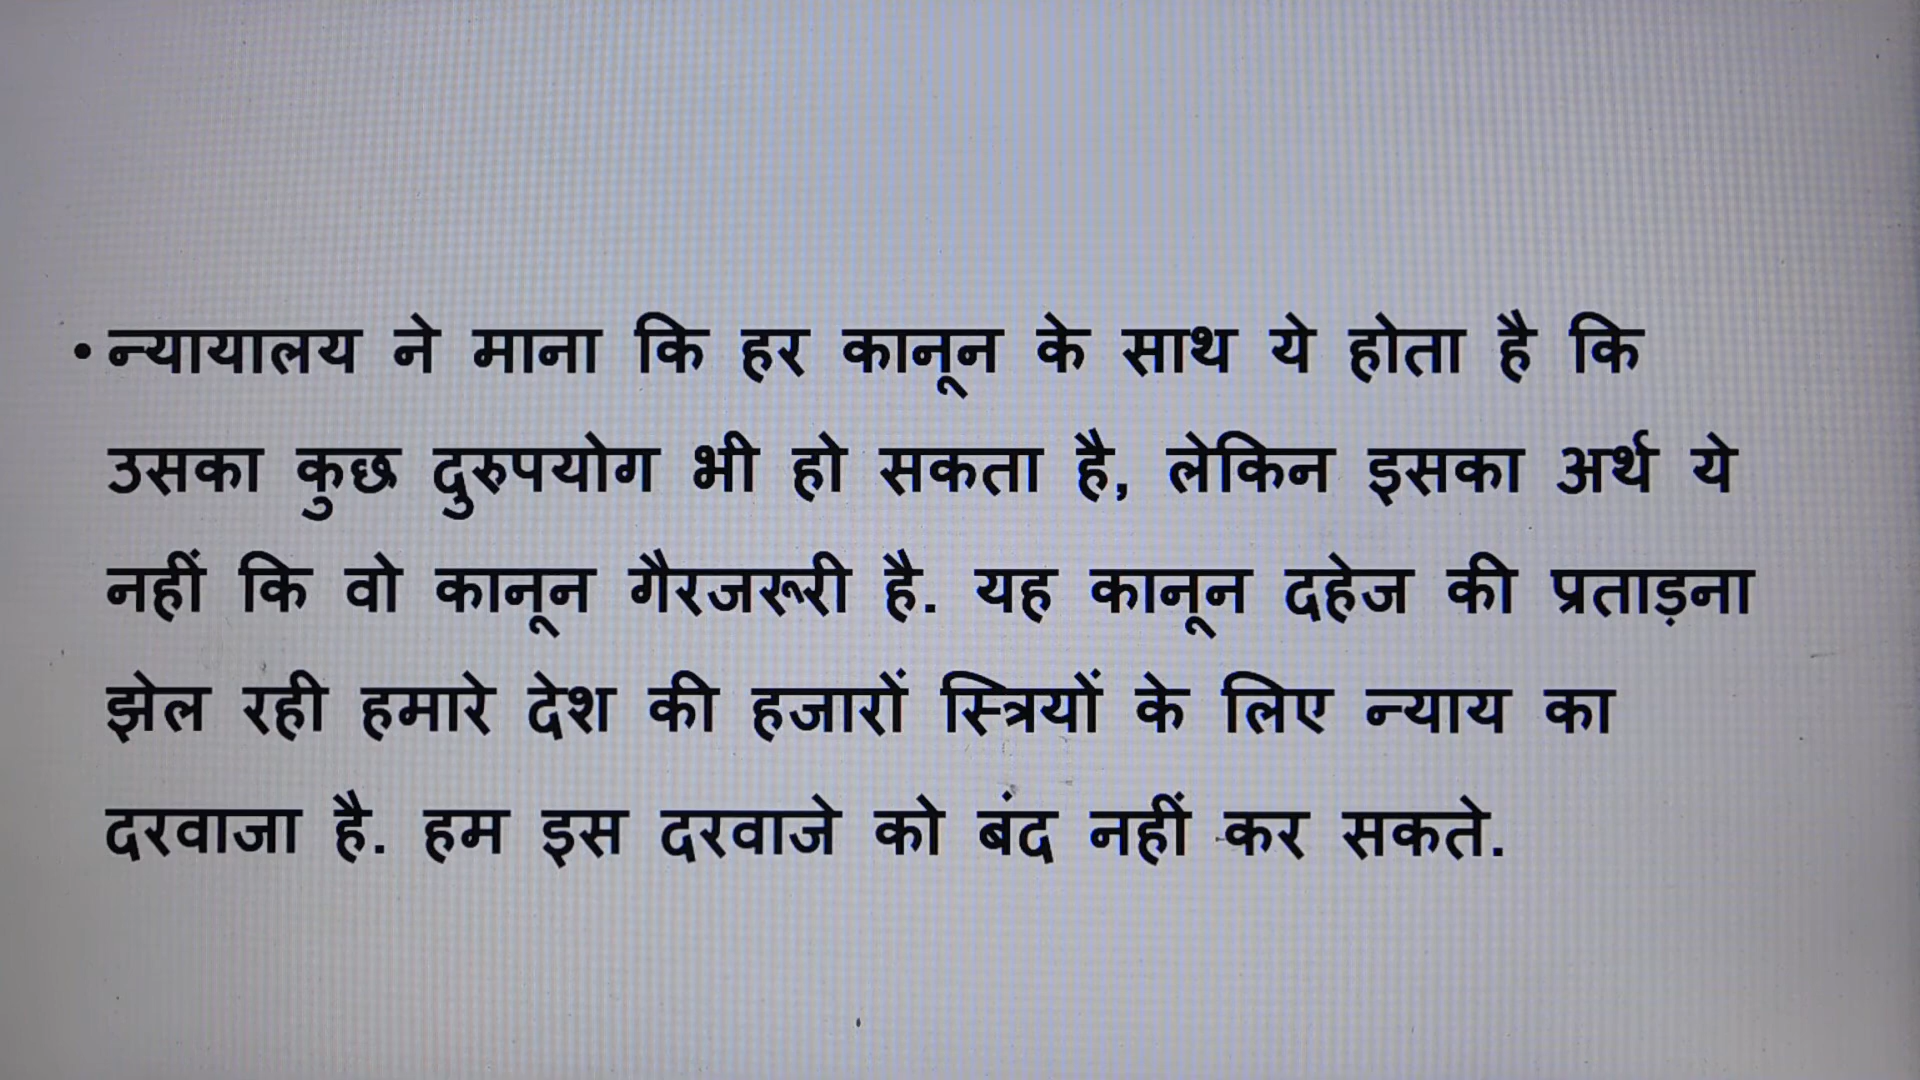 • न्यायालय ने माना कि हर कानून के साथ ये होता है कि
उसका कुछ दुरुपयोग भी हो सकता है, लेकिन इसका अर्थ ये
नहीं कि वो कानून गैरजरूरी है. यह कानून दहेज की प्रताड़ना
झेल रही हमारे देश की हजारों स्त्रियों के लिए न्याय का
दरवाजा है. हम इस दरवाजे को बंद नहीं कर सकते.